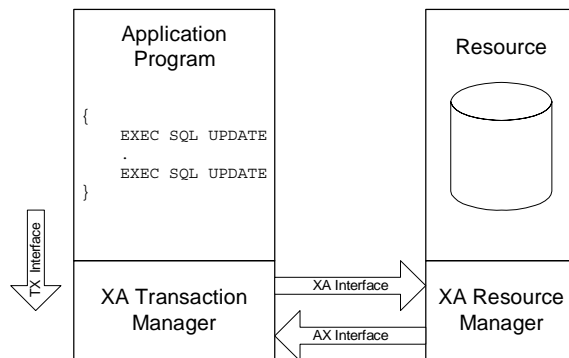 Application
Program
{
EXEC SQL UPDATE
.
EXEC SQL UPDATE
}
Resource
TX Interface
XA Transaction
Manager
XA Interface
AX Interface
XA Resource
Manager